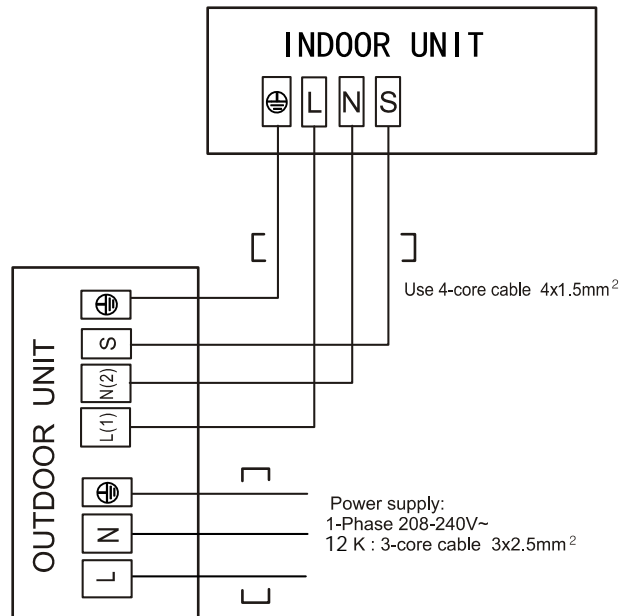 INDOOR UNIT
L N S
Use 4-core cable 4x1.5mm²
OUTDOOR UNIT
S
N(2)
L(1)
N
L
Power supply:
1-Phase 208-240V~
12 K : 3-core cable 3x2.5mm²